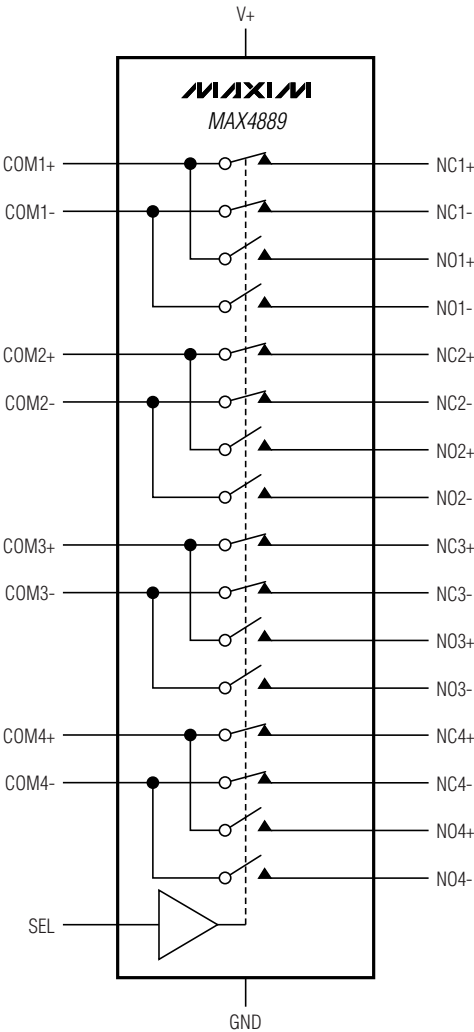 V+
MAXIM
MAX4889
COM1+ NC1+
COM1- NC1-
NO1+
NO1-
COM2+ NC2+
COM2- NC2-
NO2+
NO2-
COM3+ NC3+
COM3- NC3-
NO3+
NO3-
COM4+ NC4+
COM4- NC4-
NO4+
NO4-
SEL
GND